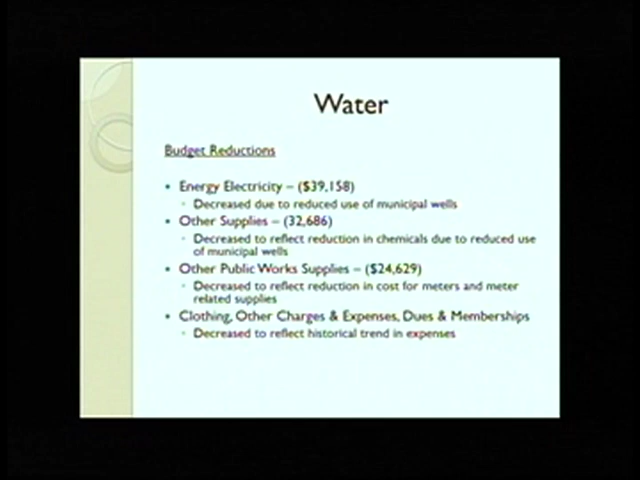 Water
Budget Reductions
Energy Electricity – ($39,158)
Decreased due to reduced use of municipal wells
Other Supplies – (32,686)
Decreased to reflect reduction in chemicals due to reduced use
of municipal wells
Other Public Works Supplies – ($24,629)
Decreased to reflect reduction in cost for meters and meter
related supplies
Clothing, Other Charges & Expenses, Dues & Memberships
Decreased to reflect historical trend in expenses